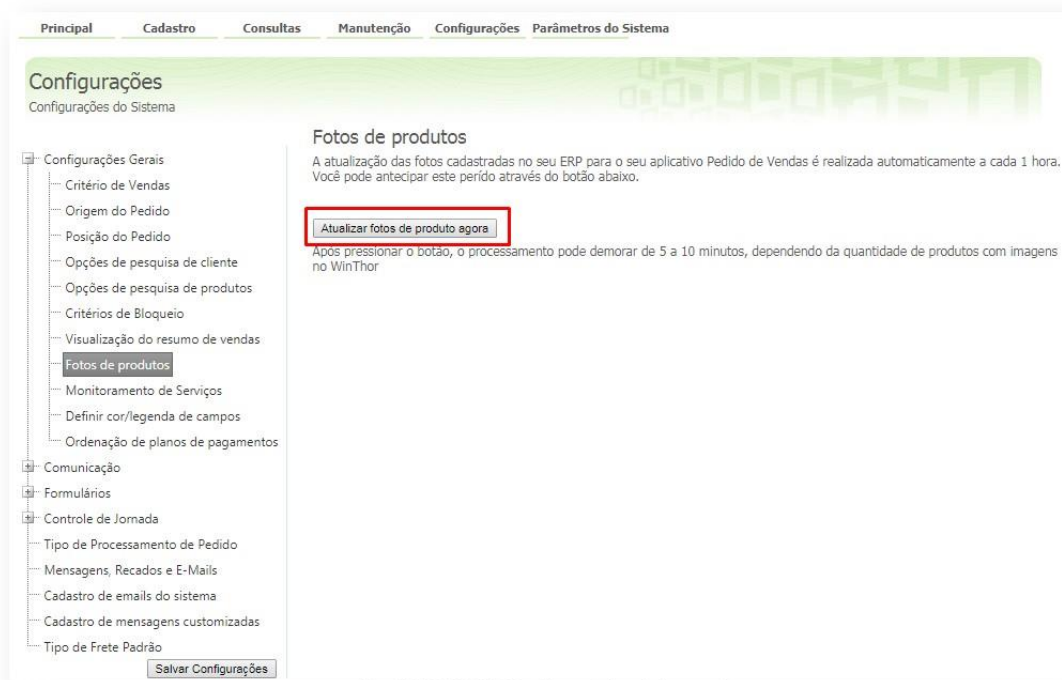 Principal Cadastro Consultas Manutenção Configurações Parâmetros do Sistema
Configurações
Configurações do Sistema
Configurações Gerais
Critério de Vendas
Origem do Pedido
Posição do Pedido
Opções de pesquisa de cliente
Opções de pesquisa de produtos
Critérios de Bloqueio
Visualização do resumo de vendas
Fotos de produtos
Monitoramento de Serviços
Definir cor/legenda de campos
Ordenação de planos de pagamentos
Comunicação
Formulários
Controle de Jornada
Tipo de Processamento de Pedido
Mensagens, Recados e E-Mails
Cadastro de emails do sistema
Cadastro de mensagens customizadas
Tipo de Frete Padrão
Salvar Configurações
Fotos de produtos
A atualização das fotos cadastradas no seu ERP para o seu aplicativo Pedido de Vendas é realizada automaticamente a cada 1 hora.
Você pode antecipar este perído através do botão abaixo.
Atualizar fotos de produto agora
Após pressionar o botão, o processamento pode demorar de 5 a 10 minutos, dependendo da quantidade de produtos com imagens
no WinThor